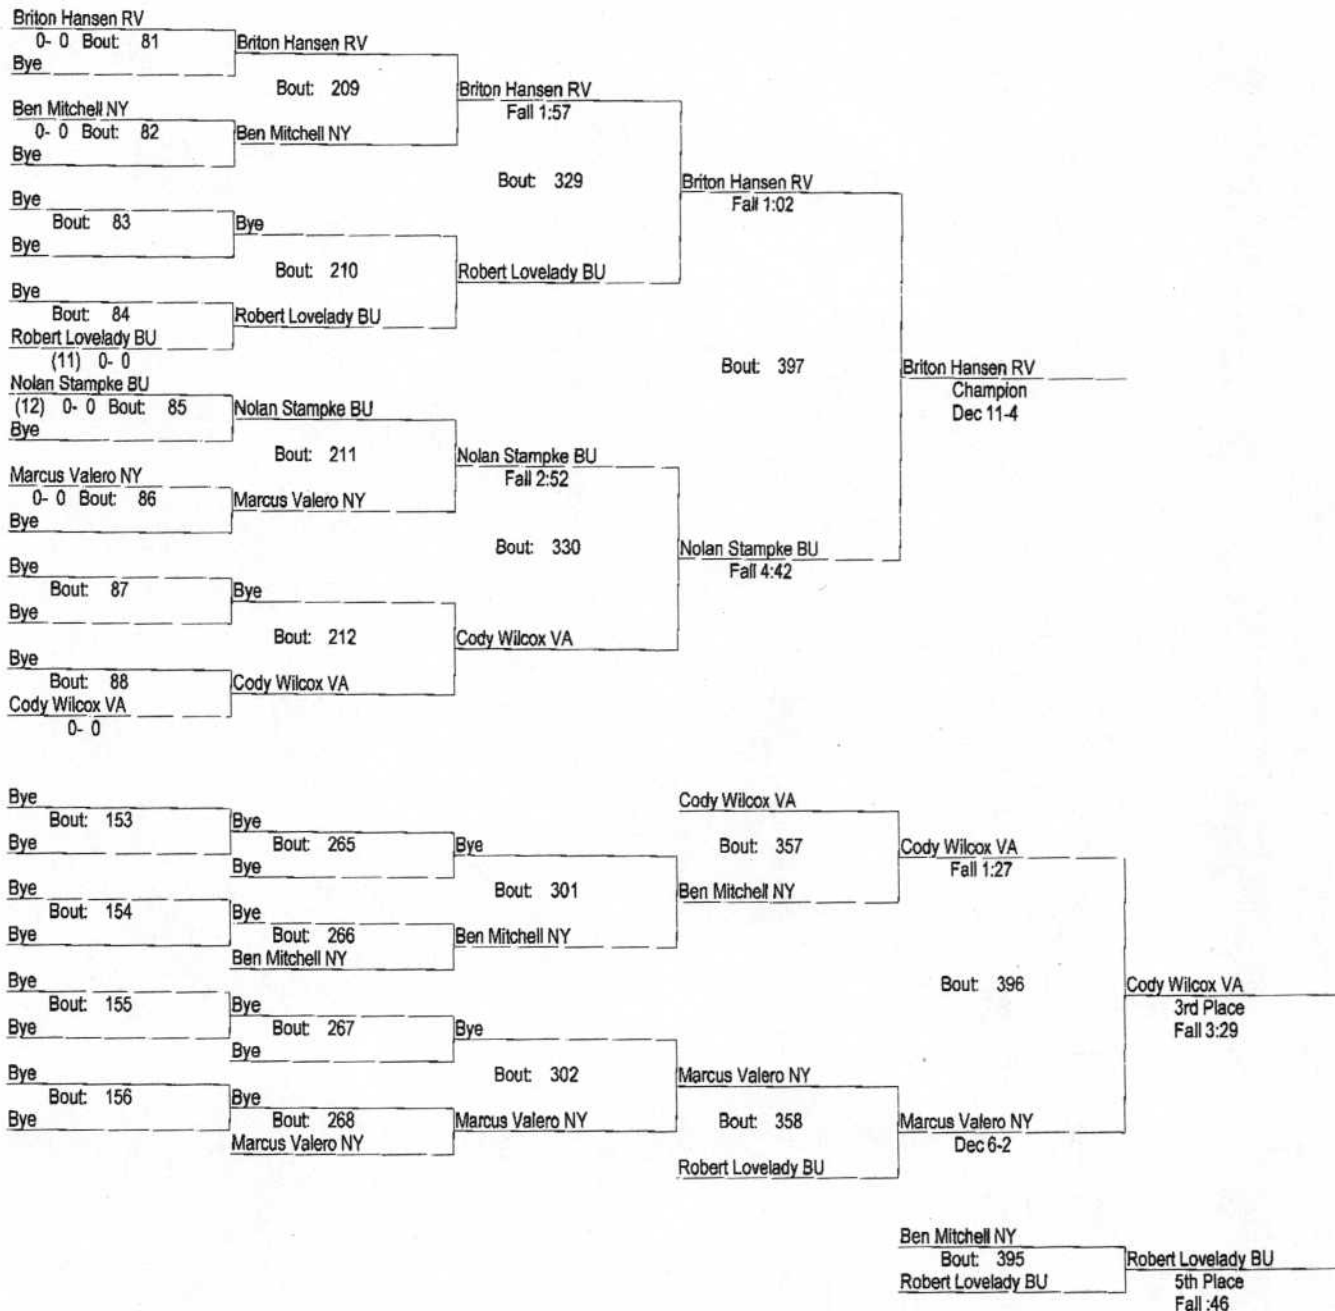 Briton Hansen RV
0- 0 Bout: 81
Bye
Briton Hansen RV
Bout: 209
Ben Mitchell NY
0- 0 Bout: 82
Bye
Ben Mitchell NY
Briton Hansen RV
Fall 1:57
Bout: 329
Bye
Bout: 83
Bye
Bye
Bout: 210
Bye
Bout: 84
Robert Lovelady BU
(11) 0- 0
Robert Lovelady BU
Robert Lovelady BU
Briton Hansen RV
Fall 1:02
Bout: 397
Nolan Stampke BU
(12) 0- 0 Bout: 85
Bye
Nolan Stampke BU
Bout: 211
Marcus Valero NY
0- 0 Bout: 86
Bye
Marcus Valero NY
Nolan Stampke BU
Fall 2:52
Bout: 330
Bye
Bout: 87
Bye
Bye
Bout: 212
Bye
Bout: 88
Cody Wilcox VA
0- 0
Cody Wilcox VA
Cody Wilcox VA
Nolan Stampke BU
Fall 4:42
Briton Hansen RV
Champion
Dec 11-4
Bye
Bout: 153
Bye
Bye
Bout: 265
Bye
Bye
Bout: 154
Bye
Bye
Bout: 266
Ben Mitchell NY
Bye
Bout: 301
Ben Mitchell NY
Bye
Bout: 155
Bye
Bye
Bout: 267
Bye
Bye
Bout: 156
Bye
Bye
Bout: 268
Marcus Valero NY
Bye
Bout: 302
Marcus Valero NY
Cody Wilcox VA
Bout: 357
Ben Mitchell NY
Cody Wilcox VA
Fall 1:27
Bout: 396
Marcus Valero NY
Bout: 358
Robert Lovelady BU
Marcus Valero NY
Dec 6-2
Cody Wilcox VA
3rd Place
Fall 3:29
Ben Mitchell NY
Bout: 395
Robert Lovelady BU
Robert Lovelady BU
5th Place
Fall :46